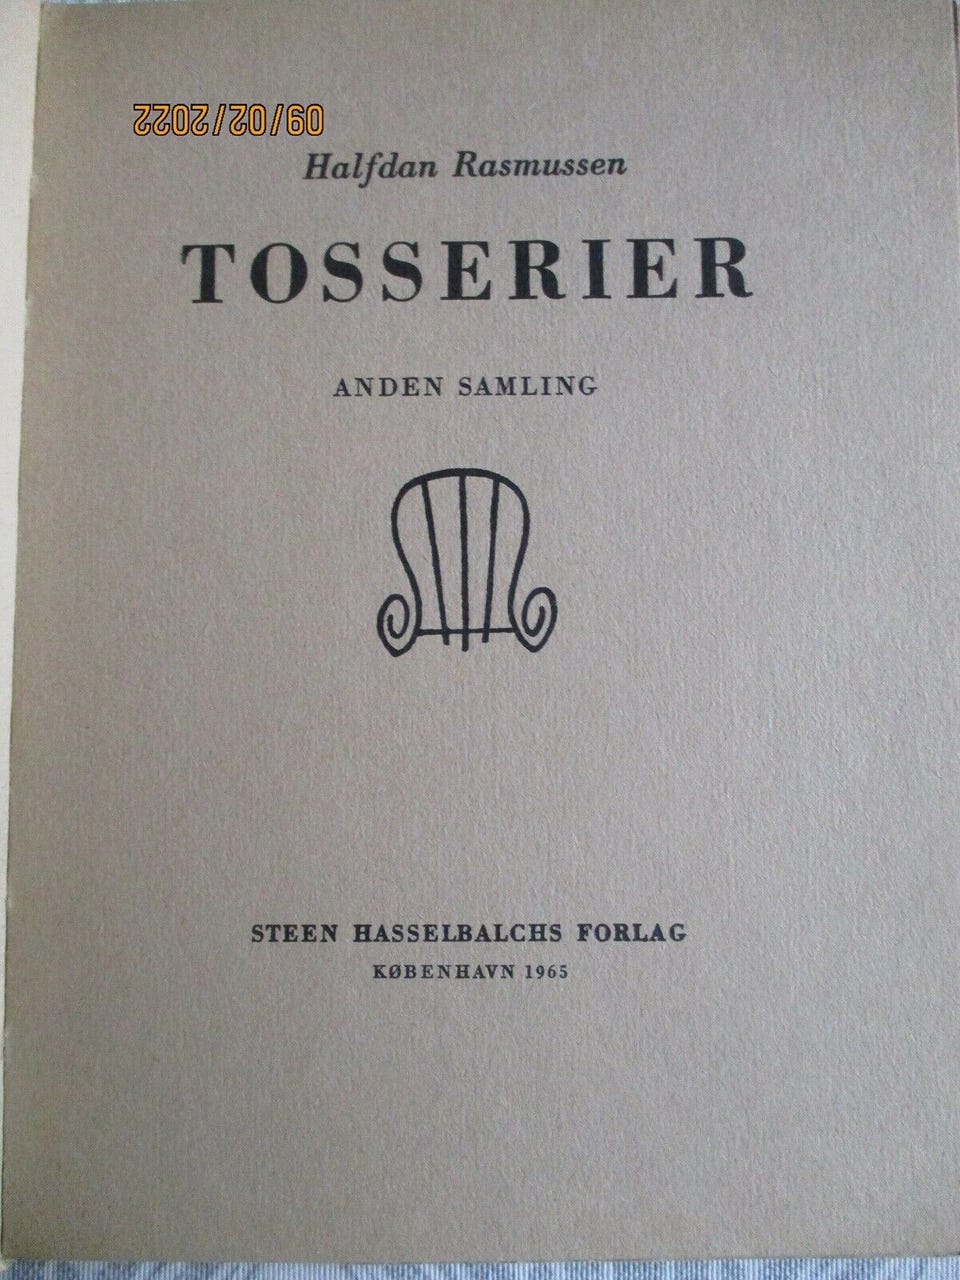 09/02/2022
Halfdan Rasmussen
TOSSERIER
ANDEN SAMLING
STEEN HASSELBALCHS FORLAG
KØBENHAVN 1965